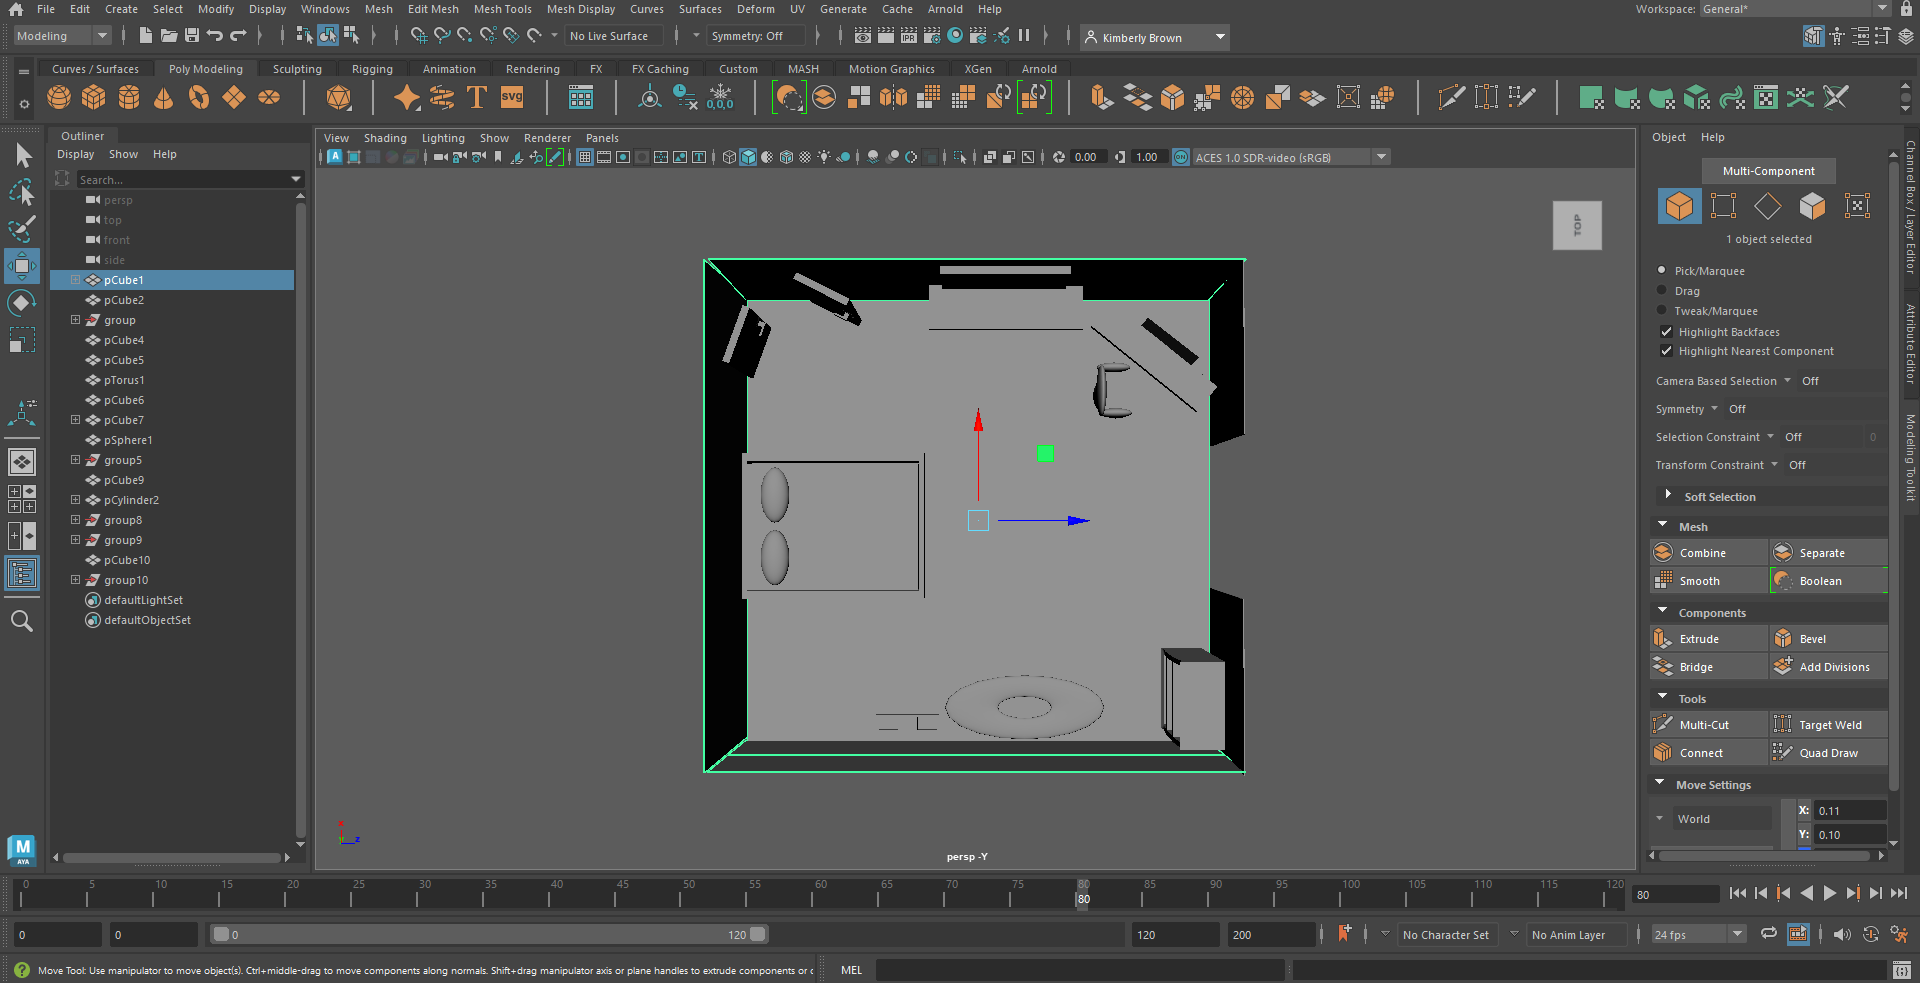 File Edit Create Select Modify Display Windows Mesh Edit Mesh Mesh Tools Mesh Display Curves Surfaces Deform UV Generate Cache Arnold Help Workspace: General*
Modeling No Live Surface Symmetry: Off Kimberly Brown
Curves / Surfaces Poly Modeling Sculpting Rigging Animation Rendering FX FX Caching Custom MASH Motion Graphics XGen Arnold
T svg 0,0,0
Outliner
Display Show Help
Search...
persp
top
front
side
pCube1
pCube2
group
pCube4
pCube5
pTorus1
pCube6
pCube7
pSphere1
group5
pCube9
pCylinder2
group8
group9
pCube10
group10
defaultLightSet
defaultObjectSet
M
AYA
View Shading Lighting Show Renderer Panels
0.00 1.00 ON ACES 1.0 SDR-video (sRGB)
TOP
persp -Y
Object Help
Multi-Component
1 object selected
Pick/Marquee
Drag
Tweak/Marquee
Highlight Backfaces
Highlight Nearest Component
Camera Based Selection Off
Symmetry Off
Selection Constraint Off 0
Transform Constraint Off
Soft Selection
Mesh
Combine Separate
Smooth Boolean
Components
Extrude Bevel
Bridge Add Divisions
Tools
Multi-Cut Target Weld
Connect Quad Draw
Move Settings
World X: 0.11
Y: 0.10
Channel Box / Layer Editor
Attribute Editor
Modeling Toolkit
0 5 10 15 20 25 30 35 40 45 50 55 60 65 70 75 80 85 90 95 100 105 110 115 120
80 80
0 0 0 120 120 200 No Character Set No Anim Layer 24 fps
Move Tool: Use manipulator to move object(s). Ctrl+middle-drag to move components along normals. Shift+drag manipulator axis or plane handles to extrude components or
MEL